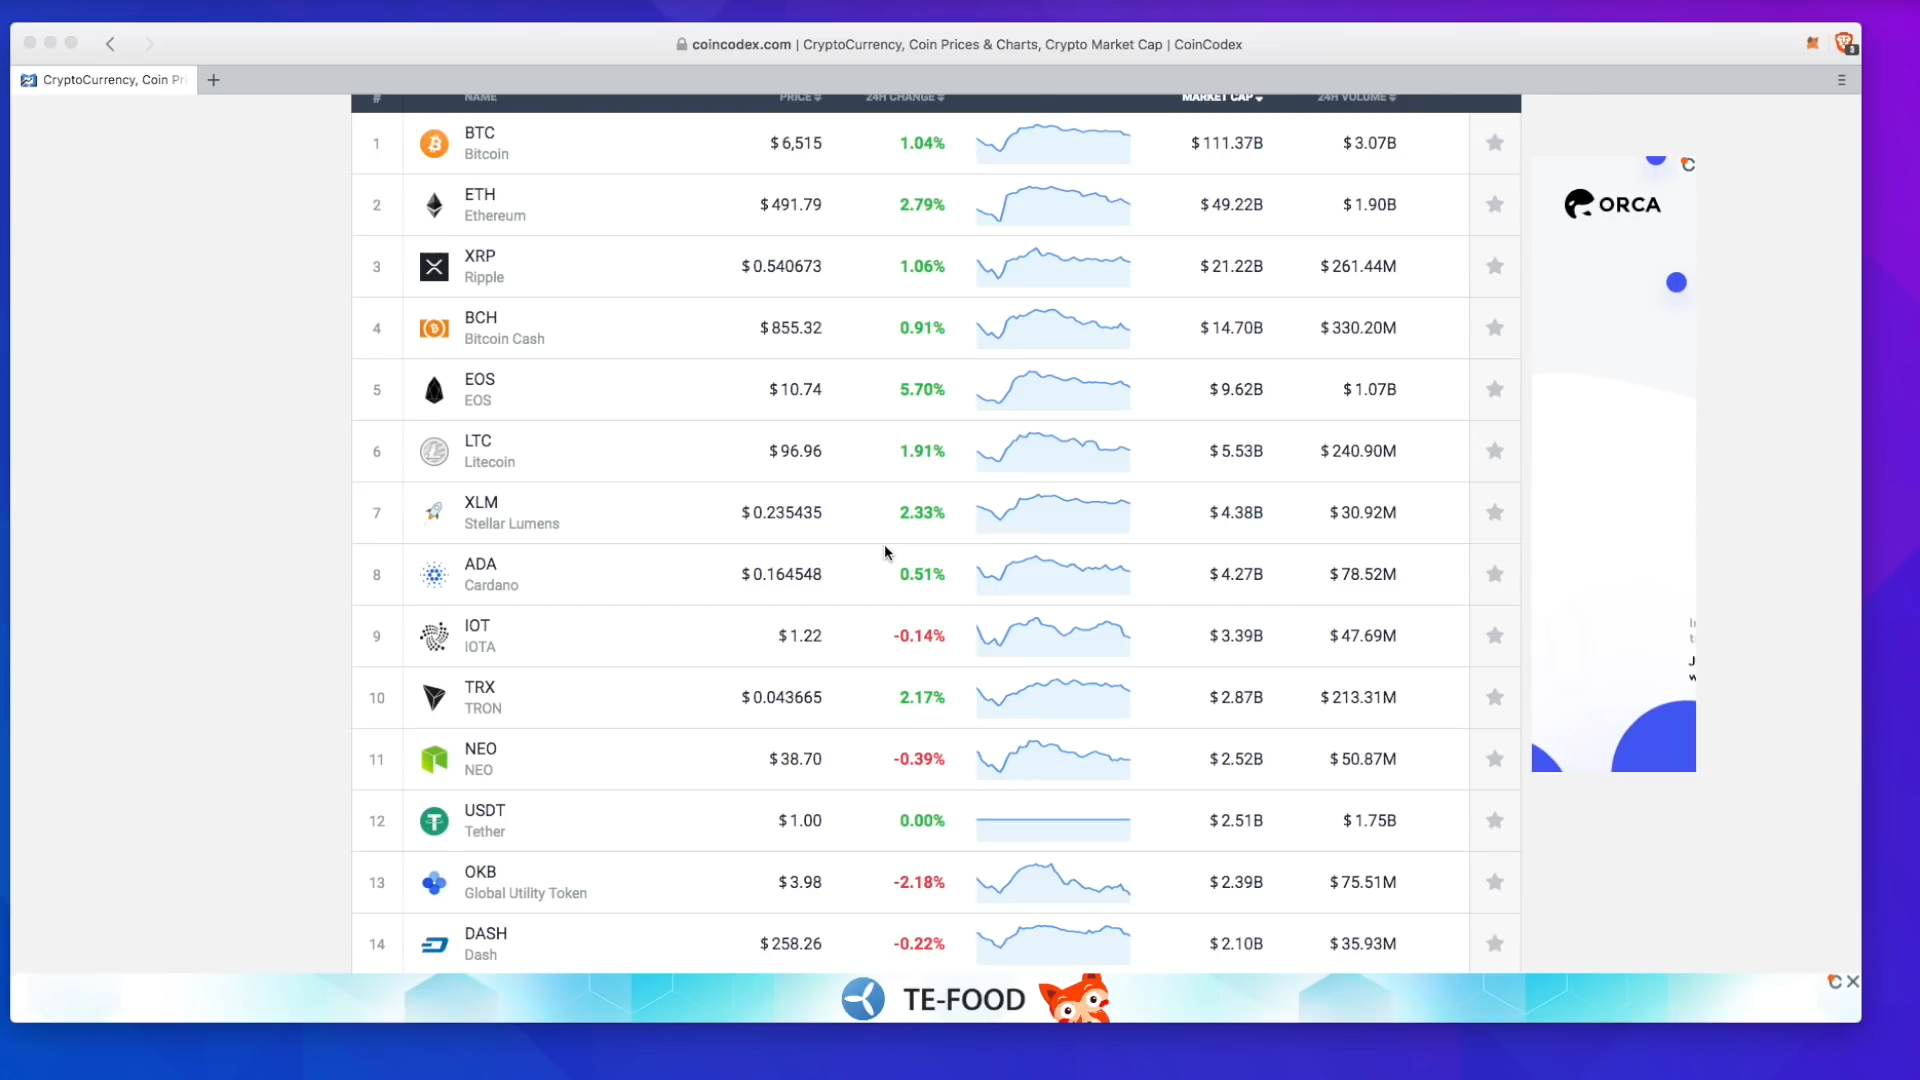 coincodex.com | CryptoCurrency, Coin Prices & Charts, Crypto Market Cap | CoinCodex
3
CryptoCurrency, Coin Pri
# NAME PRICE 24H CHANGE MARKET CAP 24H VOLUME
1 BTC $ 6,515 1.04% $ 111.37B $ 3.07B
Bitcoin
2 ETH $ 491.79 2.79% $ 49.22B $ 1.90B
Ethereum
3 XRP $ 0.540673 1.06% $ 21.22B $ 261.44M
Ripple
4 BCH $ 855.32 0.91% $ 14.70B $ 330.20M
Bitcoin Cash
5 EOS $ 10.74 5.70% $ 9.62B $ 1.07B
EOS
6 LTC $ 96.96 1.91% $ 5.53B $ 240.90M
Litecoin
7 XLM $ 0.235435 2.33% $ 4.38B $ 30.92M
Stellar Lumens
8 ADA $ 0.164548 0.51% $ 4.27B $ 78.52M
Cardano
9 IOT $ 1.22 -0.14% $ 3.39B $ 47.69M
IOTA
10 TRX $ 0.043665 2.17% $ 2.87B $ 213.31M
TRON
11 NEO $ 38.70 -0.39% $ 2.52B $ 50.87M
NEO
12 USDT $ 1.00 0.00% $ 2.51B $ 1.75B
Tether
13 OKB $ 3.98 -2.18% $ 2.39B $ 75.51M
Global Utility Token
14 DASH $ 258.26 -0.22% $ 2.10B $ 35.93M
Dash
ORCA
TE-FOOD